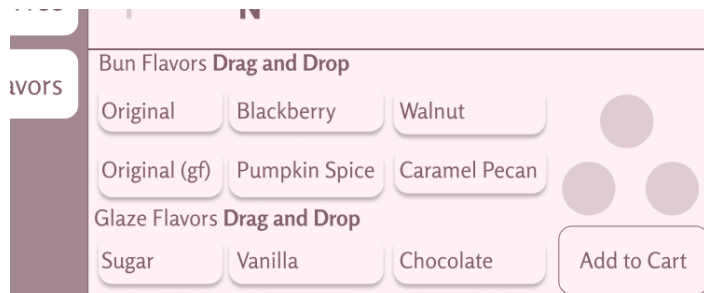 Bun Flavors Drag and Drop
Original Blackberry Walnut
Original (gf) Pumpkin Spice Caramel Pecan
Glaze Flavors Drag and Drop
Sugar Vanilla Chocolate
Add to Cart